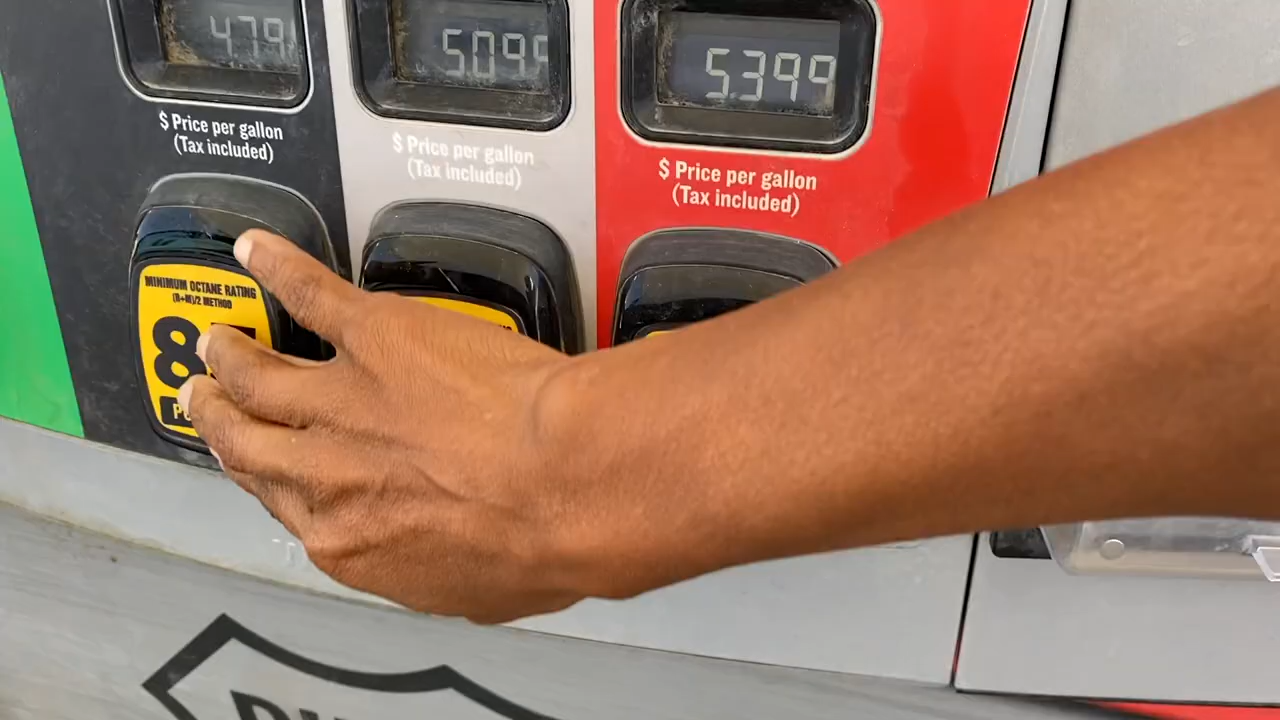 4.79
5.099
5.399
$ Price per gallon
(Tax included)
$ Price per gallon
(Tax included)
$ Price per gallon
(Tax included)
MINIMUM OCTANE RATING
(R+M)/2 METHOD
8